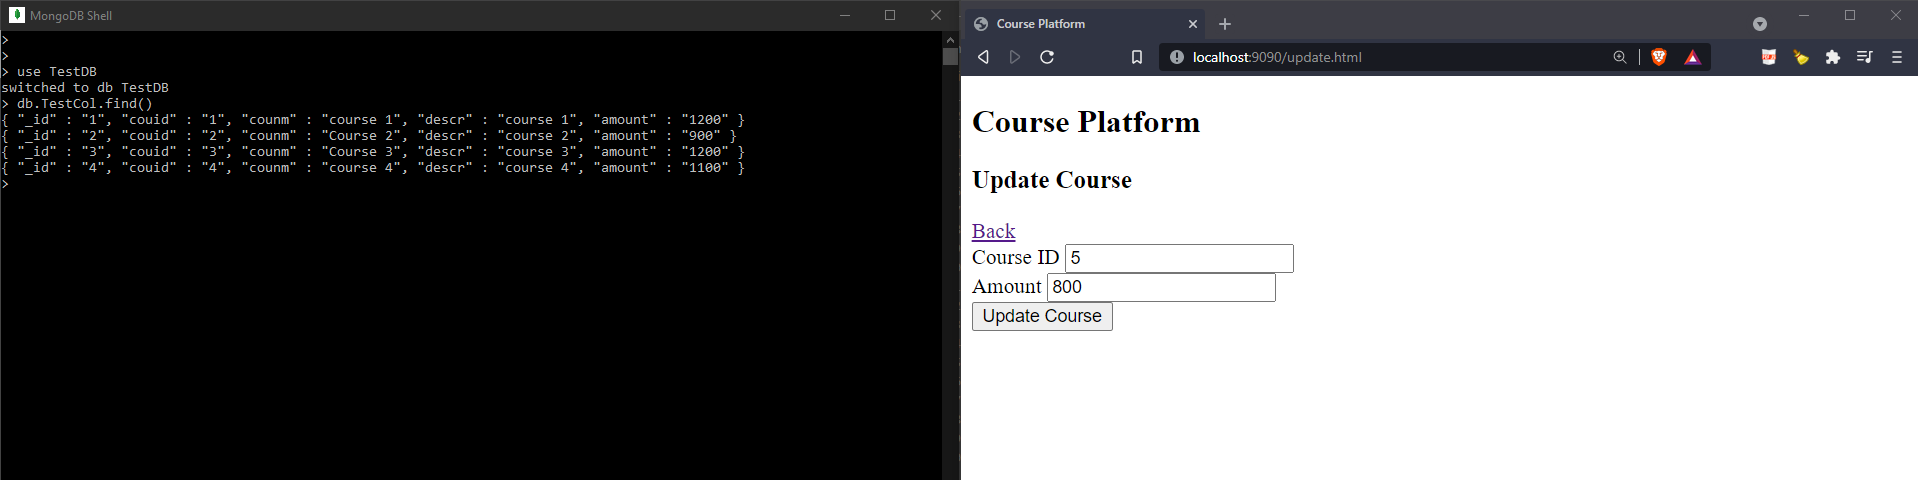 MongoDB Shell
>
>
> use TestDB
switched to db TestDB
> db.TestCol.find()
{ "_id" : "1", "couid" : "1", "counm" : "course 1", "descr" : "course 1", "amount" : "1200" }
{ "_id" : "2", "couid" : "2", "counm" : "Course 2", "descr" : "course 2", "amount" : "900" }
{ "_id" : "3", "couid" : "3", "counm" : "Course 3", "descr" : "course 3", "amount" : "1200" }
{ "_id" : "4", "couid" : "4", "counm" : "course 4", "descr" : "course 4", "amount" : "1100" }
>
Course Platform
localhost:9090/update.html
Course Platform
Update Course
Back
Course ID 5
Amount 800
Update Course